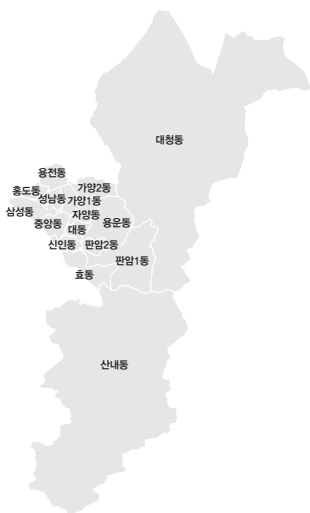 대청동
용전동
홍도동
가양2동
성남동
가양1동
삼성동
자양동
중앙동
용운동
대동
신인동
판암2동
판암1동
효동
산내동